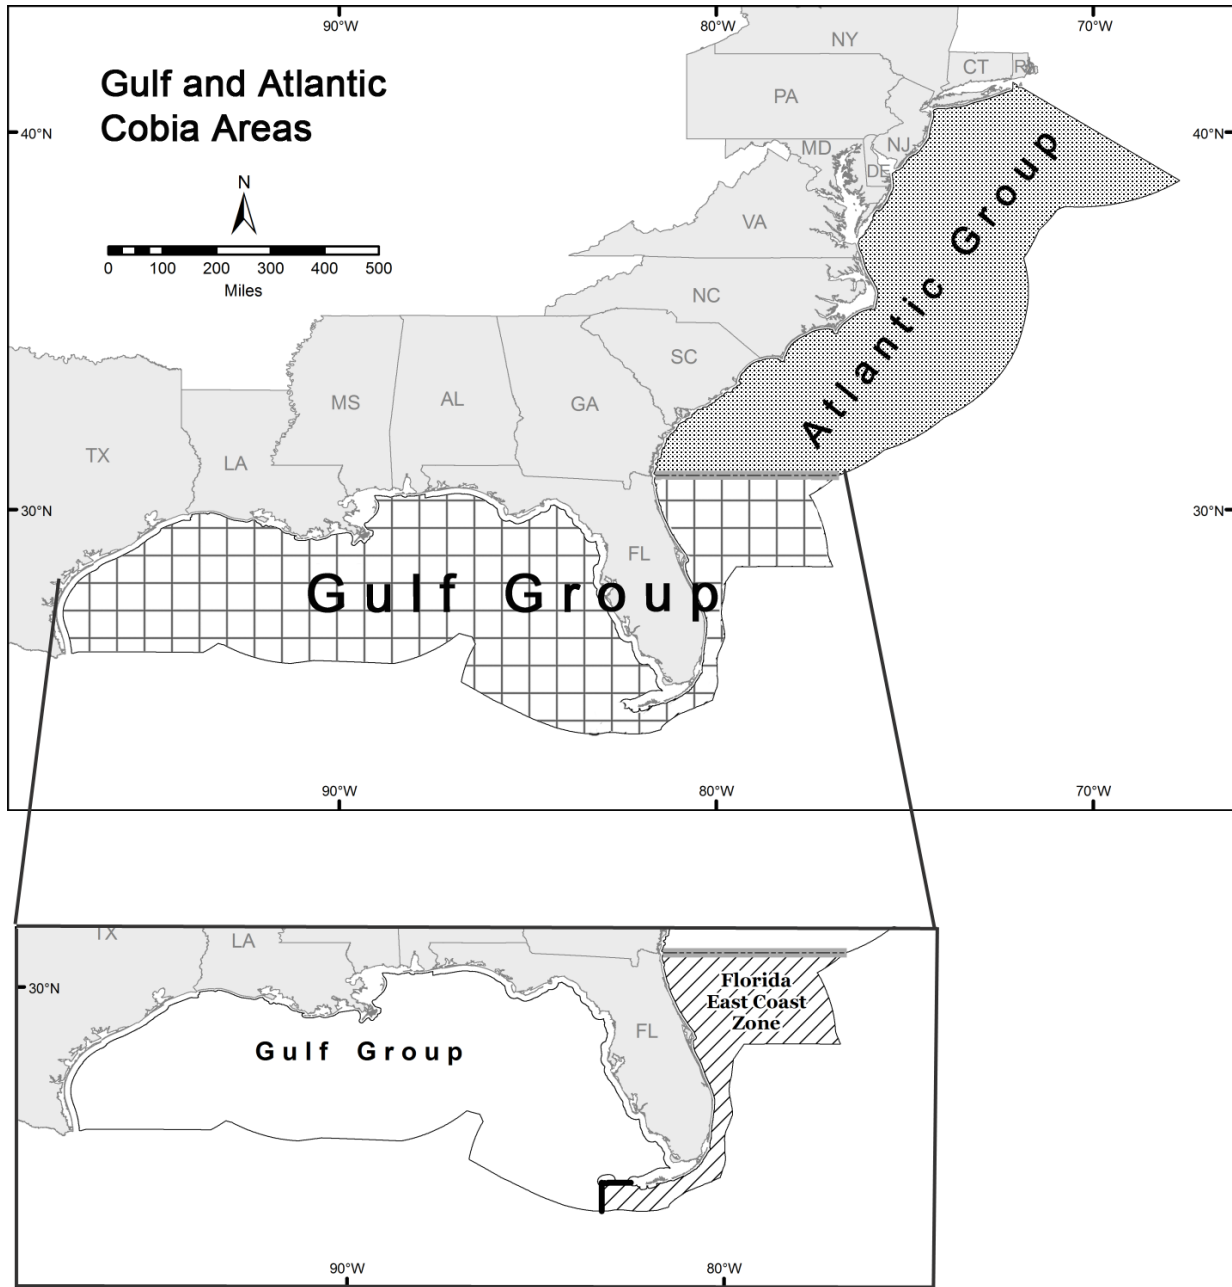 90°W
80°W
70°W
Gulf and Atlantic
Cobia Areas
N
0 100 200 300 400 500
Miles
40°N
40°N
NY
CT
RI
PA
NJ
MD
DE
VA
NC
SC
MS
AL
GA
TX
LA
FL
30°N
30°N
Atlantic Group
Gulf Group
90°W
80°W
70°W
TX
LA
30°N
FL
Florida
East Coast
Zone
Gulf Group
90°W
80°W